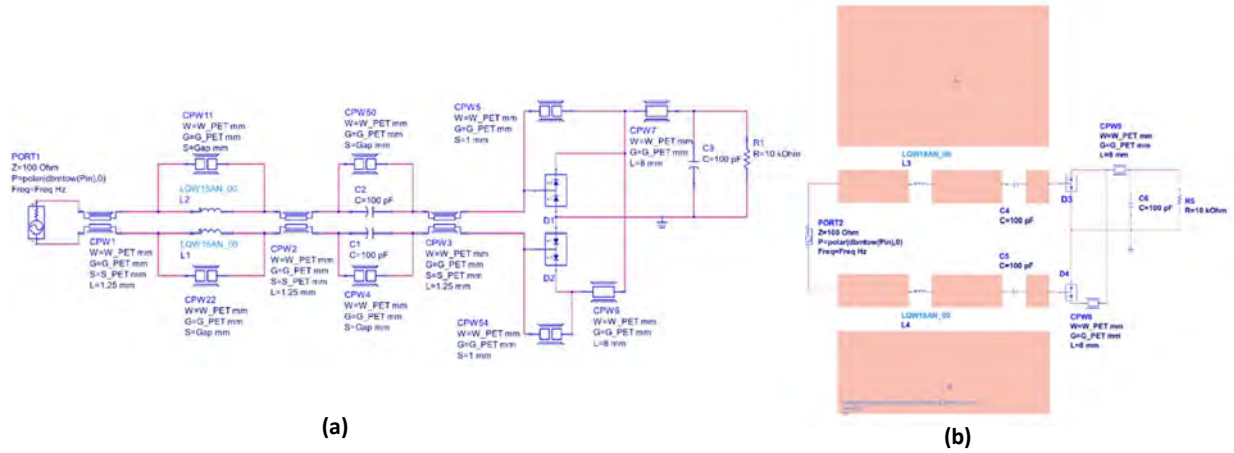 CPW11
W=W_PET mm
G=G_PET mm
S=Gap mm
CPW50
W=W_PET mm
G=G_PET mm
S=Gap mm
CPW5
W=W_PET mm
G=G_PET mm
S=1 mm
CPW7
W=W_PET mm
G=G_PET mm
L=8 mm
C3
C=100 pF
R1
R=10 kOhm
PORT1
Z=100 Ohm
P=polar(dbmtow(Pin),0)
Freq=Freq Hz
LQW15AN_00
L2
C2
C=100 pF
D1
CPW1
W=W_PET mm
G=G_PET mm
S=S_PET mm
L=1.25 mm
LQW15AN_00
L1
CPW2
W=W_PET mm
G=G_PET mm
S=S_PET mm
L=1.25 mm
C1
C=100 pF
CPW3
W=W_PET mm
G=G_PET mm
S=S_PET mm
L=1.25 mm
D2
CPW22
W=W_PET mm
G=G_PET mm
S=Gap mm
CPW4
W=W_PET mm
G=G_PET mm
S=Gap mm
CPW54
W=W_PET mm
G=G_PET mm
S=1 mm
CPW6
W=W_PET mm
G=G_PET mm
L=8 mm
(a)
LQW15AN_00
L3
C4
C=100 pF
D3
CPW9
W=W_PET mm
G=G_PET mm
L=8 mm
C6
C=100 pF
R5
R=10 kOhm
PORT2
Z=100 Ohm
P=polar(dbmtow(Pin),0)
Freq=Freq Hz
C5
C=100 pF
D4
LQW15AN_00
L4
CPW8
W=W_PET mm
G=G_PET mm
L=8 mm
(b)